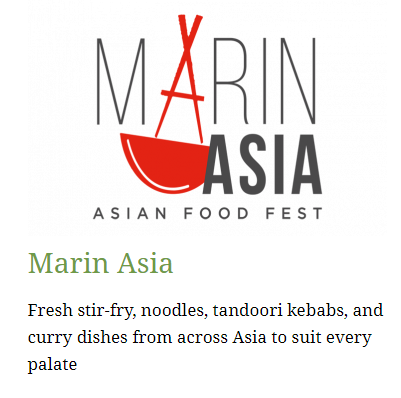 MARIN
ASIA
ASIAN FOOD FEST
Marin Asia
Fresh stir-fry, noodles, tandoori kebabs, and
curry dishes from across Asia to suit every
palate